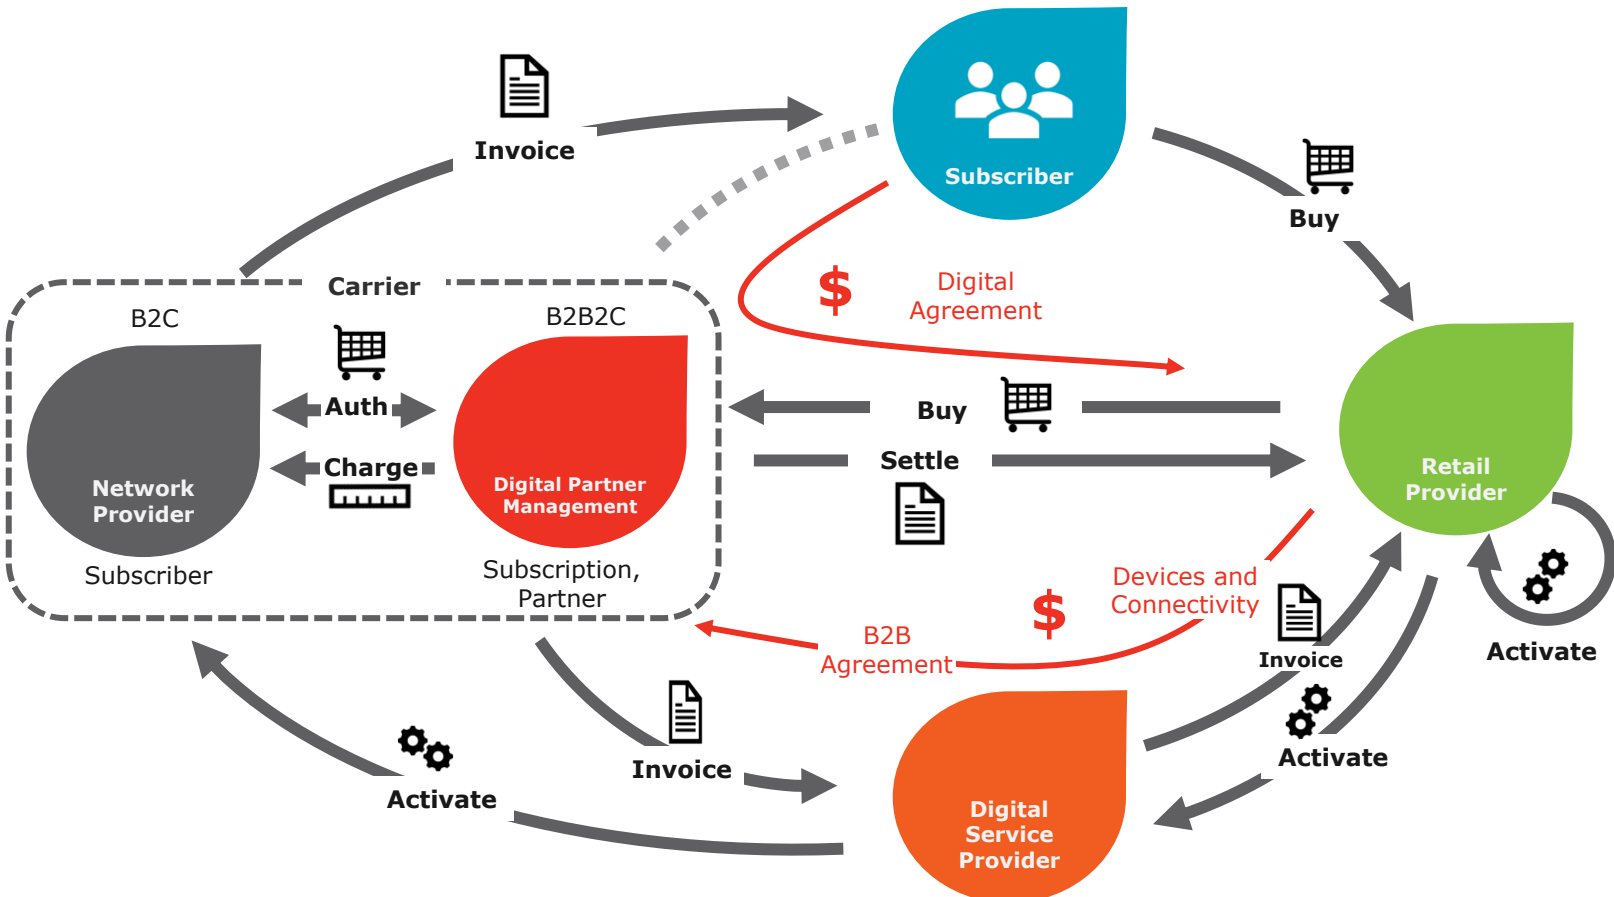 Invoice
Subscriber
Buy
Carrier
$
Digital
Agreement
B2C
B2B2C
Auth
Charge
Network
Provider
Digital Partner
Management
Subscriber
Subscription,
Partner
Buy
Settle
Retail
Provider
Devices and
Connectivity
$
B2B
Agreement
Invoice
Activate
Invoice
Activate
Activate
Digital
Service
Provider